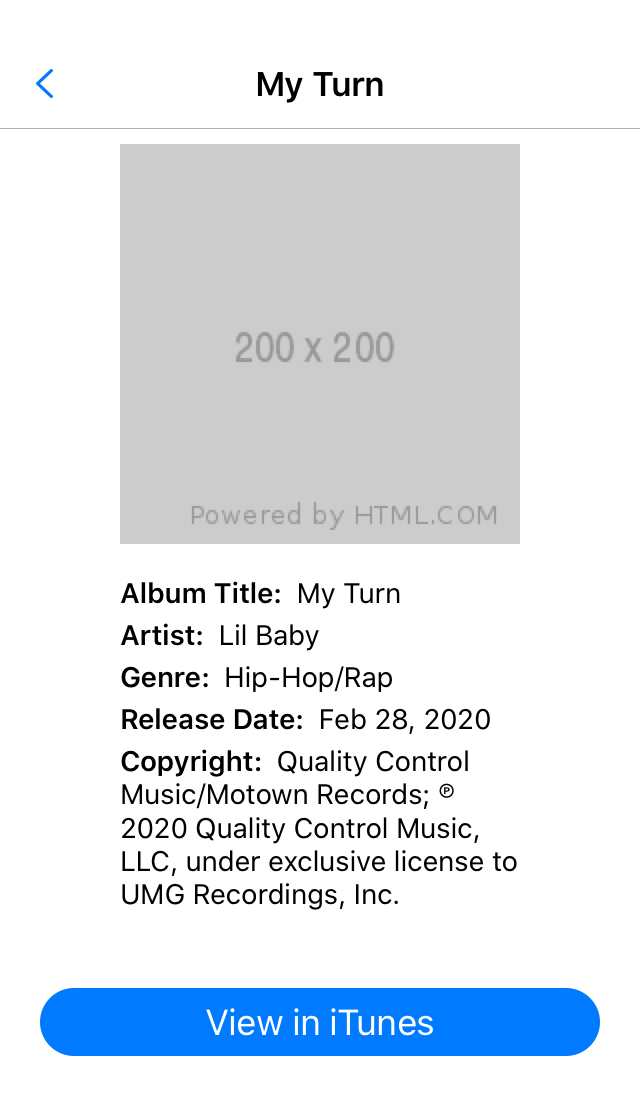 My Turn
200 x 200
Powered by HTML.COM
Album Title: My Turn
Artist: Lil Baby
Genre: Hip-Hop/Rap
Release Date: Feb 28, 2020
Copyright: Quality Control
Music/Motown Records; ℗
2020 Quality Control Music,
LLC, under exclusive license to
UMG Recordings, Inc.
View in iTunes